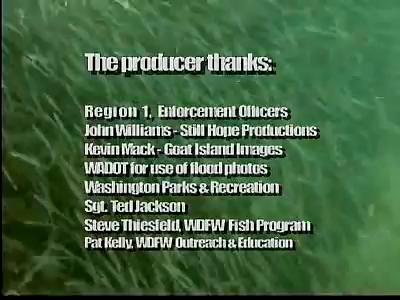 The producer thanks:
Region 1, Enforcement Officers
John Williams - Still Hope Productions
Kevin Mack - Goat Island Images
WADOT for use of flood photos
Washington Parks & Recreation
Sgt. Ted Jackson
Steve Thiesfeld, WDFW Fish Program
Pat Kelly, WDFW Outreach & Education